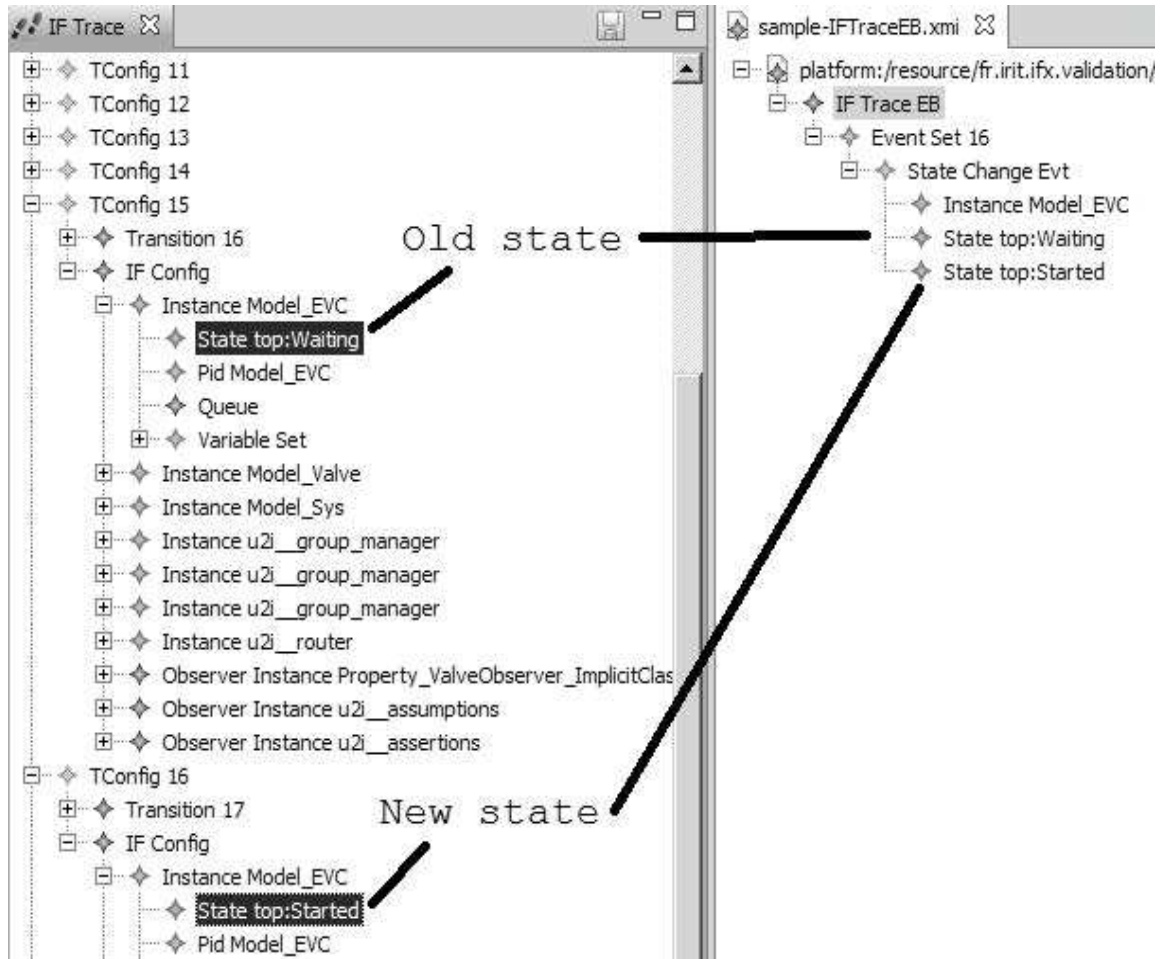 IF Trace
TConfig 11
TConfig 12
TConfig 13
TConfig 14
TConfig 15
Transition 16
IF Config
Instance Model_EVC
State top:Waiting
Pid Model_EVC
Queue
Variable Set
Instance Model_Valve
Instance Model_Sys
Instance u2i__group_manager
Instance u2i__group_manager
Instance u2i__group_manager
Instance u2i__router
Observer Instance Property_ValveObserver_ImplicitClas
Observer Instance u2i__assumptions
Observer Instance u2i__assertions
TConfig 16
Transition 17
IF Config
Instance Model_EVC
State top:Started
Pid Model_EVC
Old state
New state
sample-IFTraceEB.xmi
platform:/resource/fr.irit.ifx.validation/
IF Trace EB
Event Set 16
State Change Evt
Instance Model_EVC
State top:Waiting
State top:Started